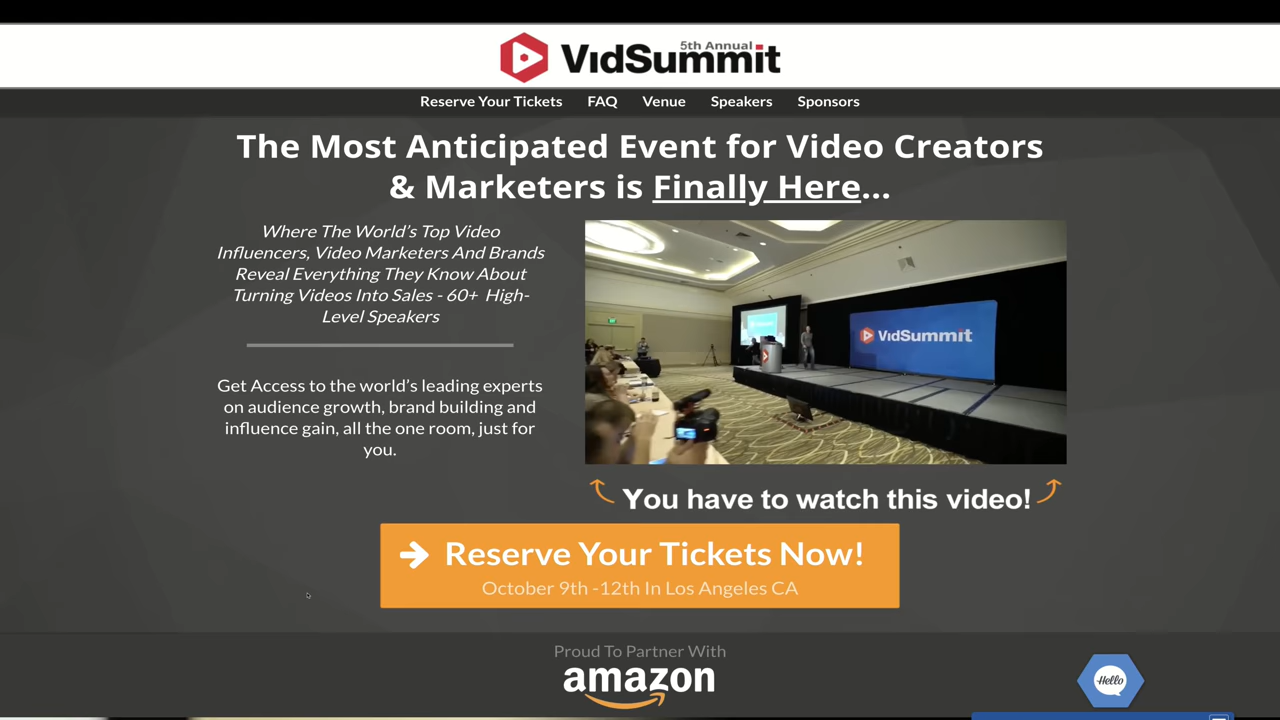 5th Annual
VidSummit
Reserve Your Tickets FAQ Venue Speakers Sponsors
The Most Anticipated Event for Video Creators
& Marketers is Finally Here...
Where The World's Top Video
Influencers, Video Marketers And Brands
Reveal Everything They Know About
Turning Videos Into Sales - 60+ High-
Level Speakers
Get Access to the world's leading experts
on audience growth, brand building and
influence gain, all the one room, just for
you.
VidSummit
You have to watch this video!
Reserve Your Tickets Now!
October 9th -12th In Los Angeles CA
Proud To Partner With
amazon
Hello